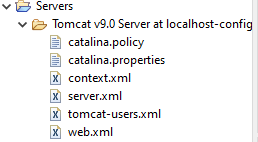 Servers
Tomcat v9.0 Server at localhost-config
catalina.policy
catalina.properties
context.xml
server.xml
tomcat-users.xml
web.xml